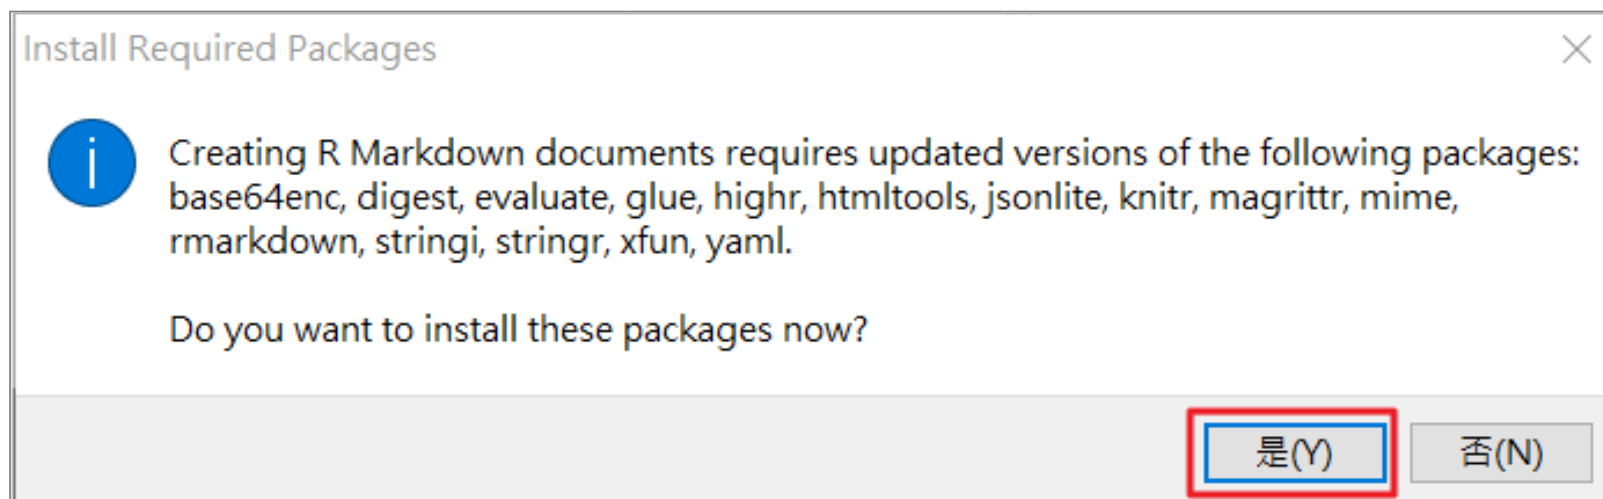 Install Required Packages
Creating R Markdown documents requires updated versions of the following packages:
base64enc, digest, evaluate, glue, highr, htmltools, jsonlite, knitr, magrittr, mime,
rmarkdown, stringi, stringr, xfun, yaml.
Do you want to install these packages now?
是(Y) 否(N)